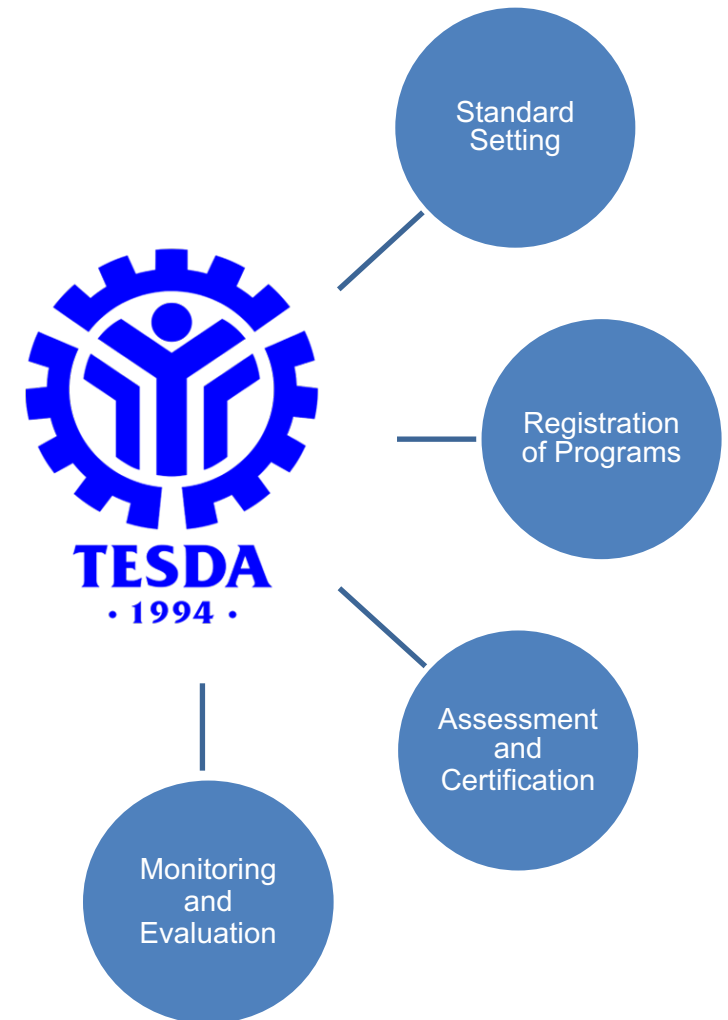 Standard
Setting
Registration
of Programs
TESDA
· 1994 ·
Assessment
and
Certification
Monitoring
and
Evaluation